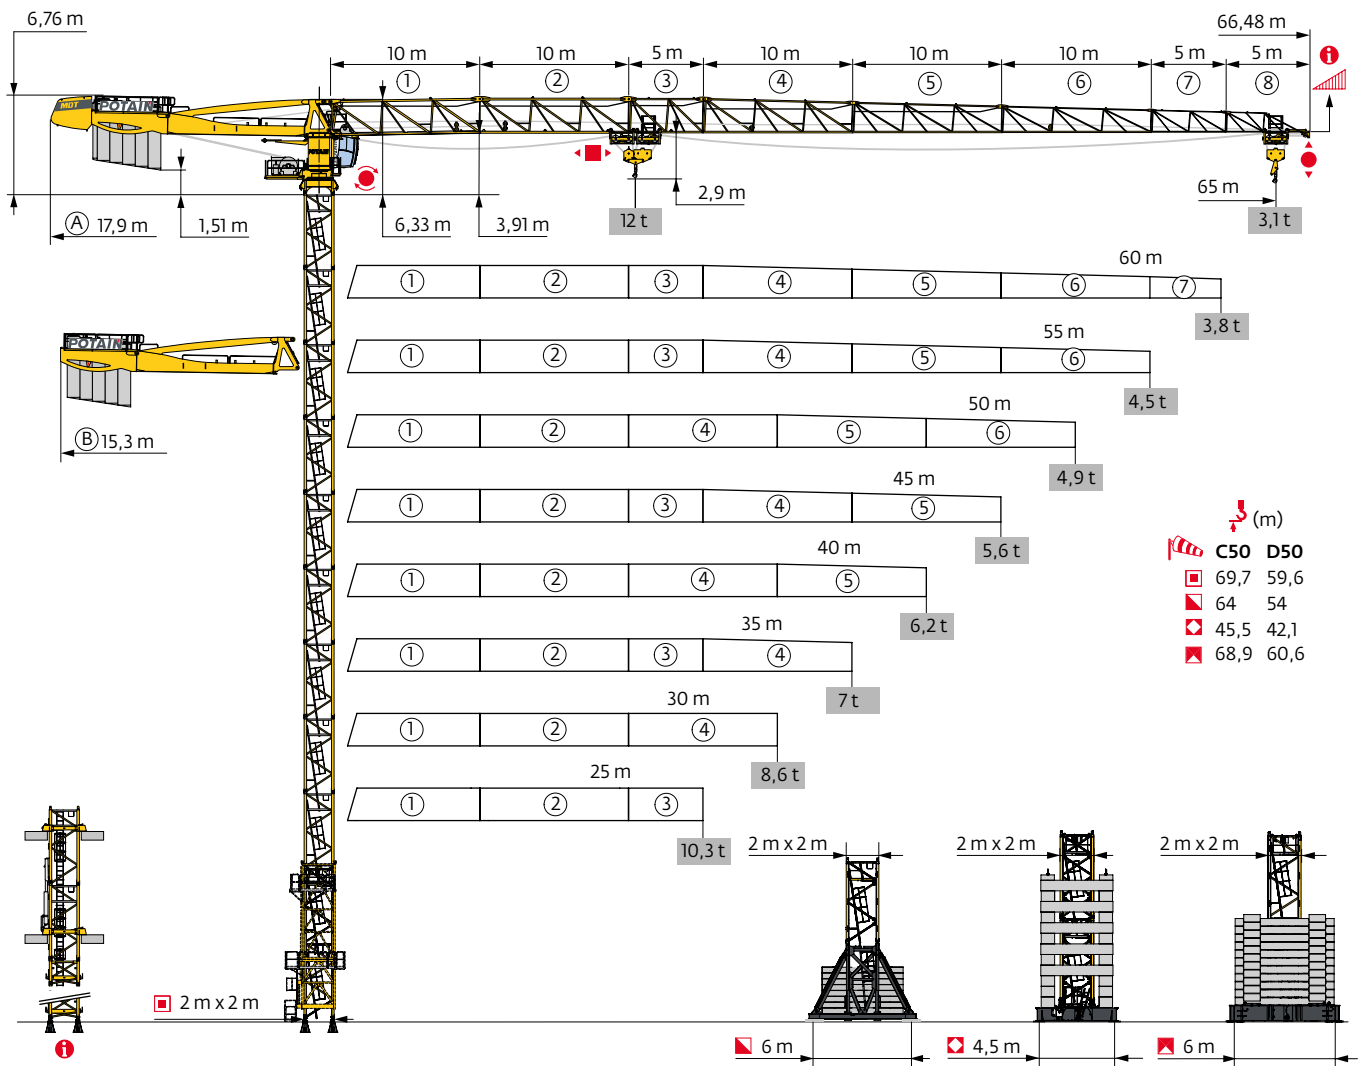 6,76 m
66,48 m
10 m 10 m 5 m 10 m 10 m 10 m 5 m 5 m
1 2 3 4 5 6 7 8
i
MDT POTAIN
POTAIN
2,9 m
65 m
A 17,9 m
1,51 m
6,33 m
3,91 m
12 t
3,1 t
60 m
1 2 3 4 5 6 7
3,8 t
POTAIN
55 m
1 2 3 4 5 6
4,5 t
B 15,3 m
50 m
1 2 4 5 6
4,9 t
45 m
1 2 3 4 5
5,6 t
(m)
C50 D50
69,7 59,6
64 54
45,5 42,1
68,9 60,6
40 m
1 2 4 5
6,2 t
35 m
1 2 3 4
7 t
30 m
1 2 4
8,6 t
25 m
1 2 3
10,3 t
2 m x 2 m
2 m x 2 m
2 m x 2 m
2 m x 2 m
i
6 m
4,5 m
6 m